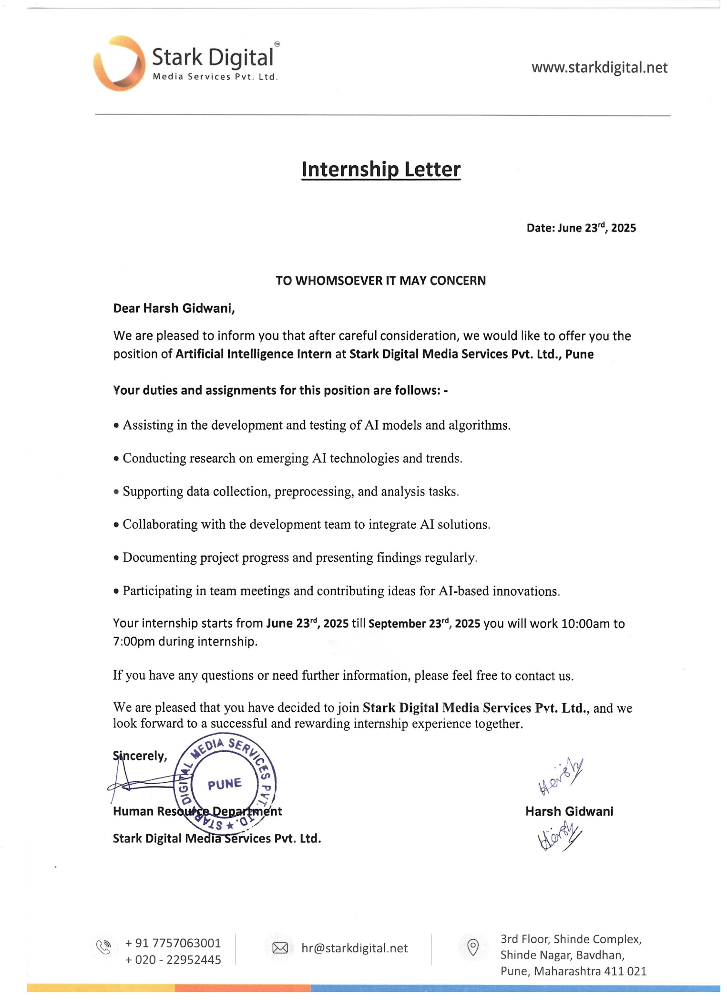 Stark Digital™
Media Services Pvt. Ltd.
www.starkdigital.net
Internship Letter
Date: June 23rd, 2025
TO WHOMSOEVER IT MAY CONCERN
Dear Harsh Gidwani,
We are pleased to inform you that after careful consideration, we would like to offer you the
position of Artificial Intelligence Intern at Stark Digital Media Services Pvt. Ltd., Pune
Your duties and assignments for this position are follows: -
• Assisting in the development and testing of AI models and algorithms.
• Conducting research on emerging AI technologies and trends.
• Supporting data collection, preprocessing, and analysis tasks.
• Collaborating with the development team to integrate AI solutions.
• Documenting project progress and presenting findings regularly.
• Participating in team meetings and contributing ideas for AI-based innovations.
Your internship starts from June 23rd, 2025 till September 23rd, 2025 you will work 10:00am to
7:00pm during internship.
If you have any questions or need further information, please feel free to contact us.
We are pleased that you have decided to join Stark Digital Media Services Pvt. Ltd., and we
look forward to a successful and rewarding internship experience together.
Sincerely,
STARK DIGITAL MEDIA SERVICES PVT. LTD. ★
PUNE
Harsh
Human Resource Department
Harsh Gidwani
Harsh
Stark Digital Media Services Pvt. Ltd.
+ 91 7757063001
+ 020 - 22952445
hr@starkdigital.net
3rd Floor, Shinde Complex,
Shinde Nagar, Bavdhan,
Pune, Maharashtra 411 021